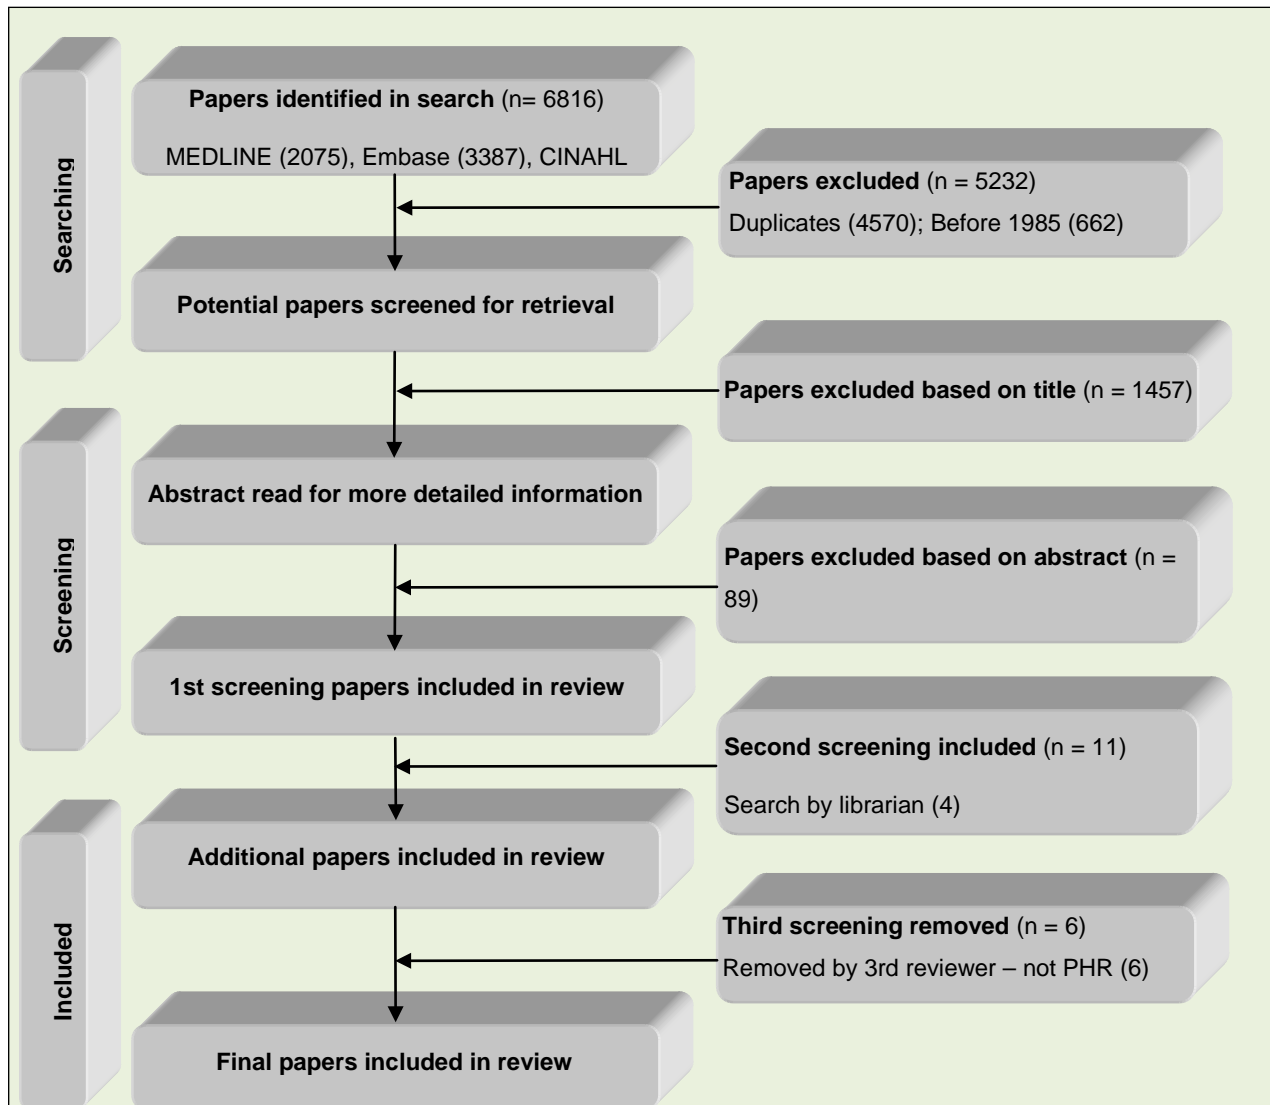 Searching
Papers identified in search (n= 6816)
MEDLINE (2075), Embase (3387), CINAHL
Papers excluded (n = 5232)
Duplicates (4570); Before 1985 (662)
Potential papers screened for retrieval
Papers excluded based on title (n = 1457)
Screening
Abstract read for more detailed information
Papers excluded based on abstract (n =
89)
1st screening papers included in review
Second screening included (n = 11)
Search by librarian (4)
Included
Additional papers included in review
Third screening removed (n = 6)
Removed by 3rd reviewer – not PHR (6)
Final papers included in review